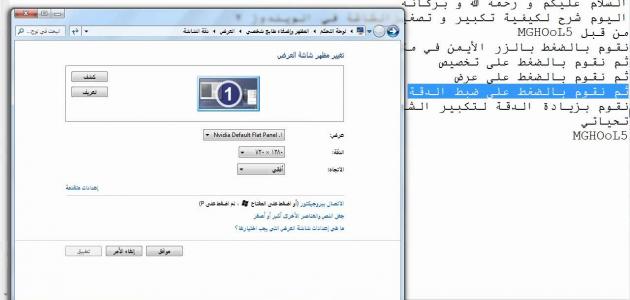 السلام عليكم و رحمة الله و بركاته
اليوم شرح لكيفية تكبير و تصغ
من قبل MGHOoL5
نقوم بالضغط بالزر الأيمن في م
ثم نقوم بالضغط على تخصيص
ثم نقوم بالضغط على عرض
ثم نقوم بالضغط على ضبط الدقة
نقوم بزيادة الدقة لتكبير الشا
تحياتي
MGHOoL5
لوحة التحكم
المظهر وإضفاء طابع شخصي
العرض
دقة الشاشة
البحث في لوح
تغيير مظهر شاشة العرض
كشف
تعريف
1
عرض:
1. Nvidia Default Flat Panel
الدقة:
١٢٨٠ × ٧٢٠
الاتجاه:
أفقي
إعدادات متقدمة
الاتصال ببروجيكتور (أو اضغط على المفتاح ، ثم اضغط على P)
جعل النص والعناصر الأخرى أكبر أو أصغر
ما هي إعدادات شاشة العرض التي يجب اختيارها؟
موافق
إلغاء الأمر
تطبيق